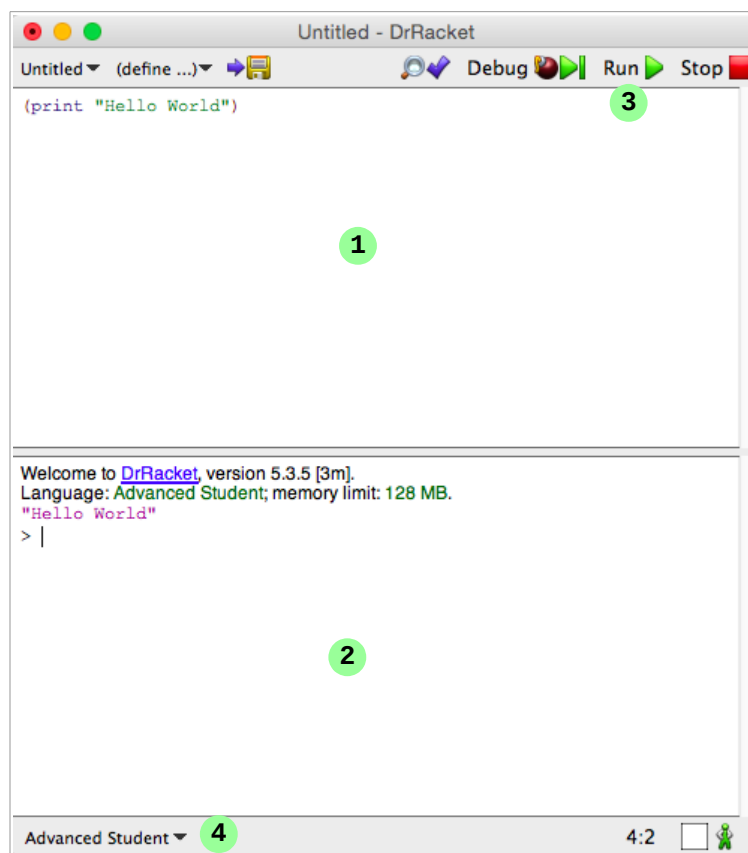 Untitled - DrRacket
Untitled (define ...) Debug Run Stop
3
(print "Hello World")
1
Welcome to DrRacket, version 5.3.5 [3m].
Language: Advanced Student; memory limit: 128 MB.
"Hello World"
>
2
Advanced Student 4 4:2